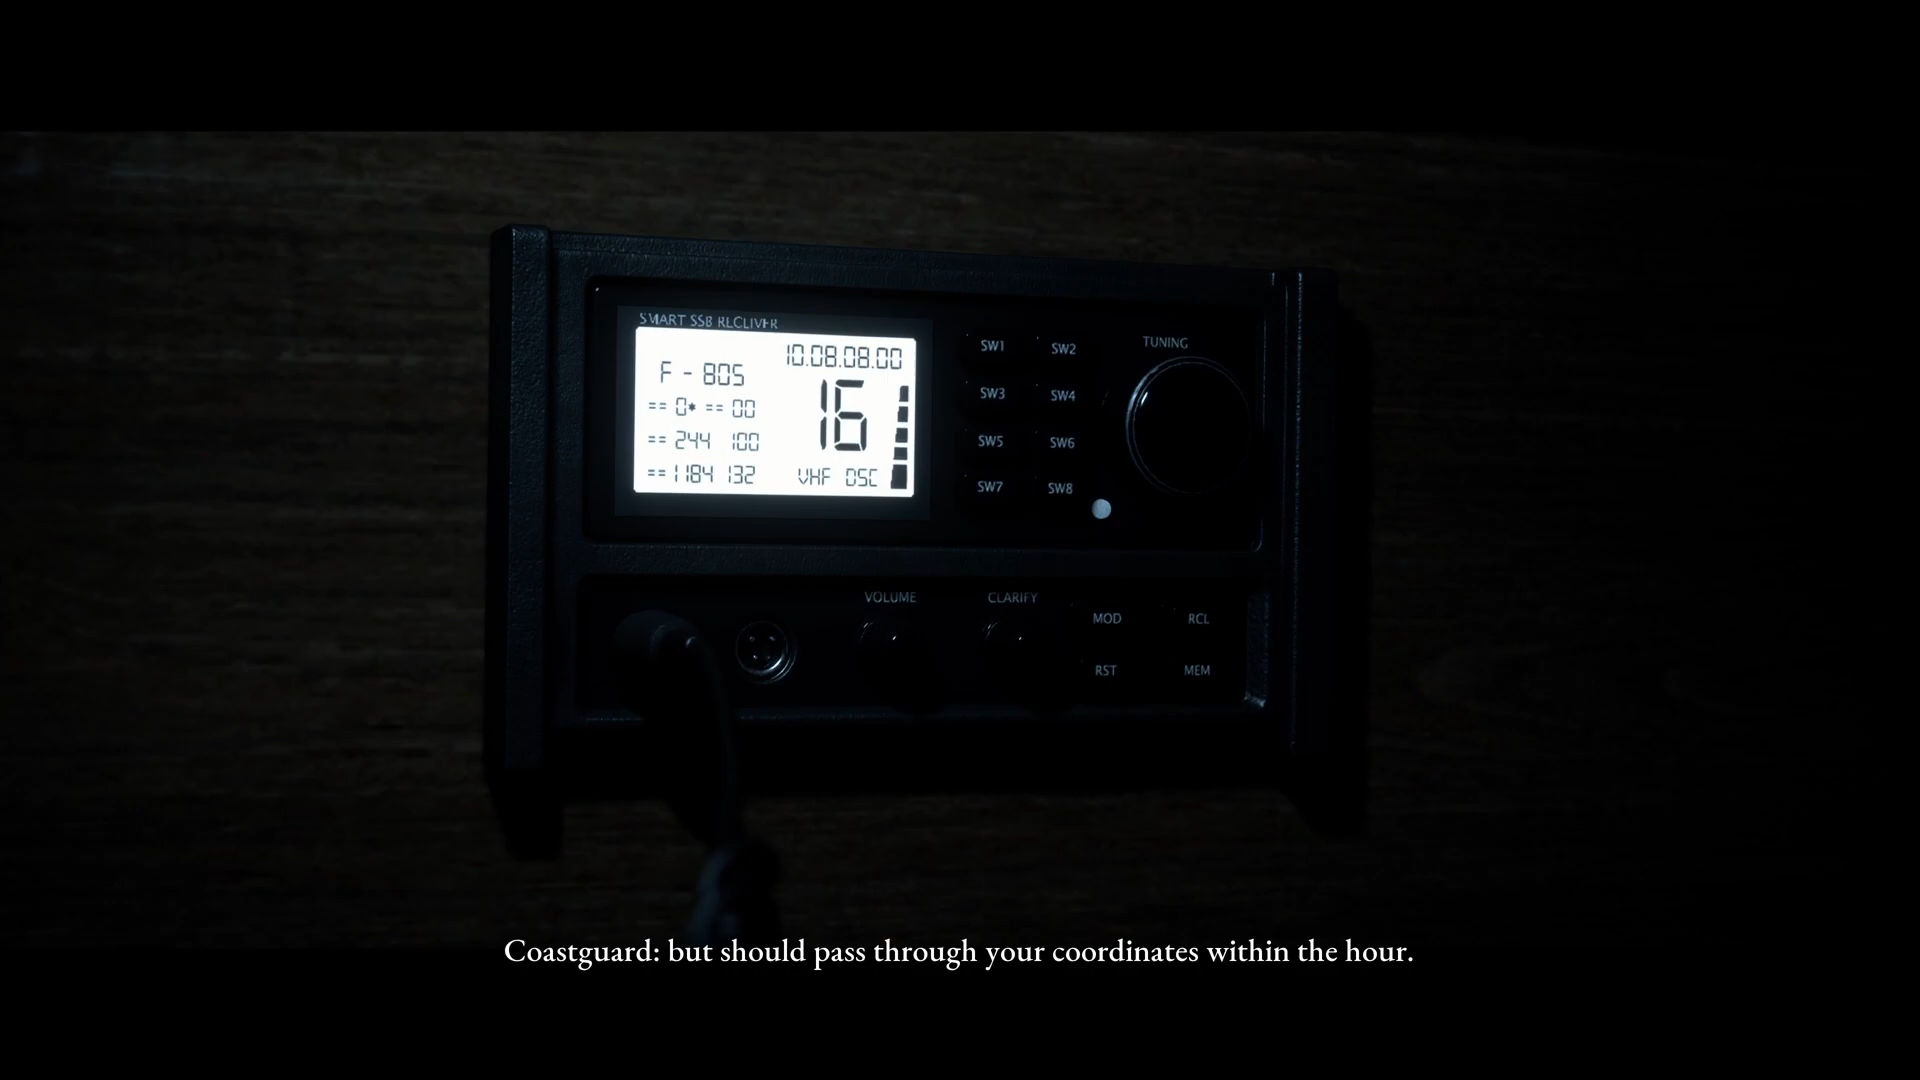 SMART SSB RECLIVER
10.08.08.00
F - 805
16
== 0* == 00
== 244 100
== 1184 132
VHF DSC
SW1 SW2
SW3 SW4
SW5 SW6
SW7 SW8
TUNING
VOLUME CLARIFY
MOD RCL
RST MEM
Coastguard: but should pass through your coordinates within the hour.